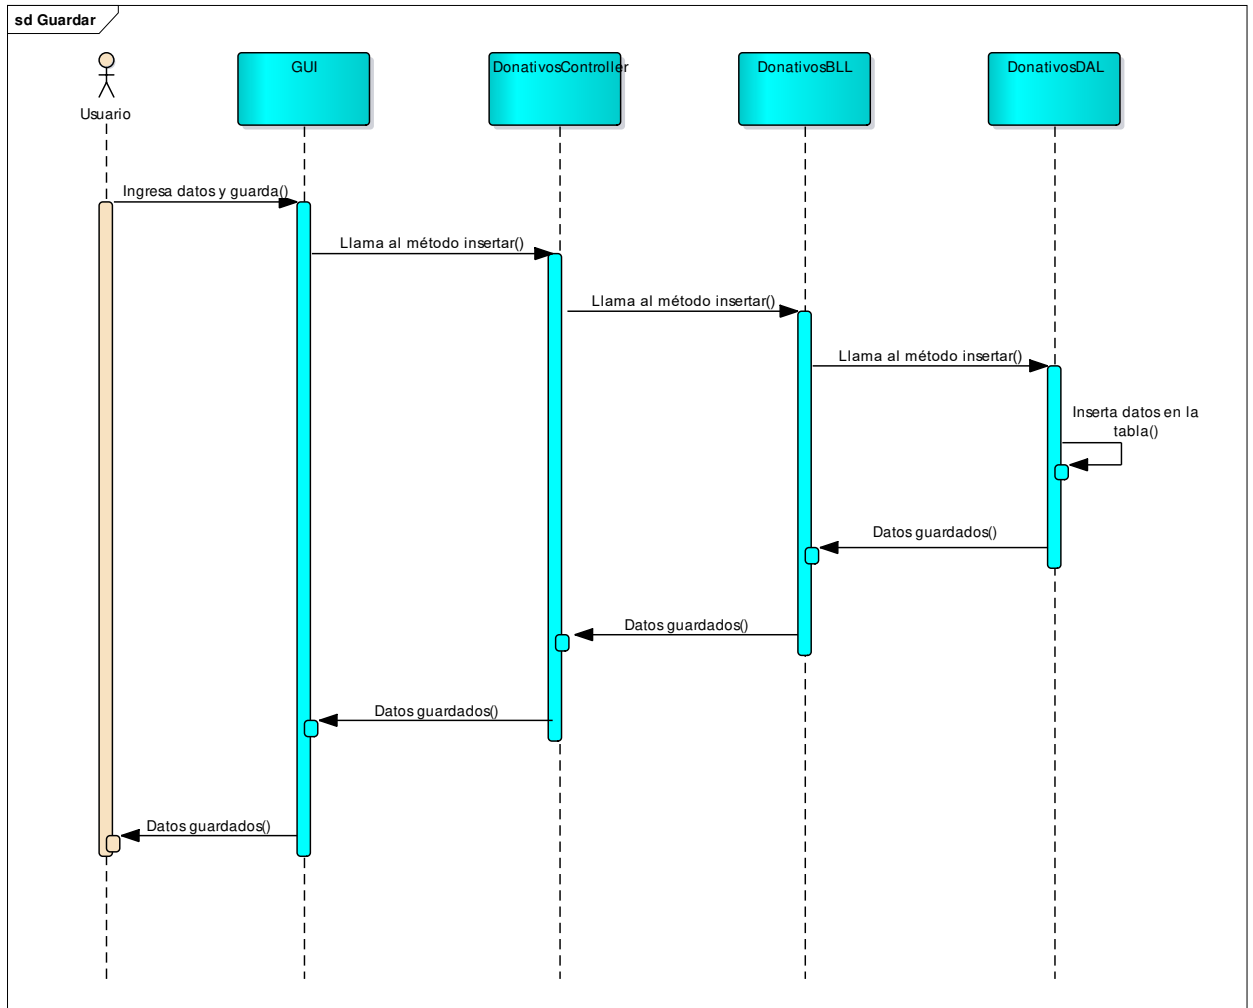 sd Guardar
Usuario
GUI
DonativosController
DonativosBLL
DonativosDAL
Ingresa datos y guarda()
Llama al método insertar()
Llama al método insertar()
Llama al método insertar()
Inserta datos en la
tabla()
Datos guardados()
Datos guardados()
Datos guardados()
Datos guardados()